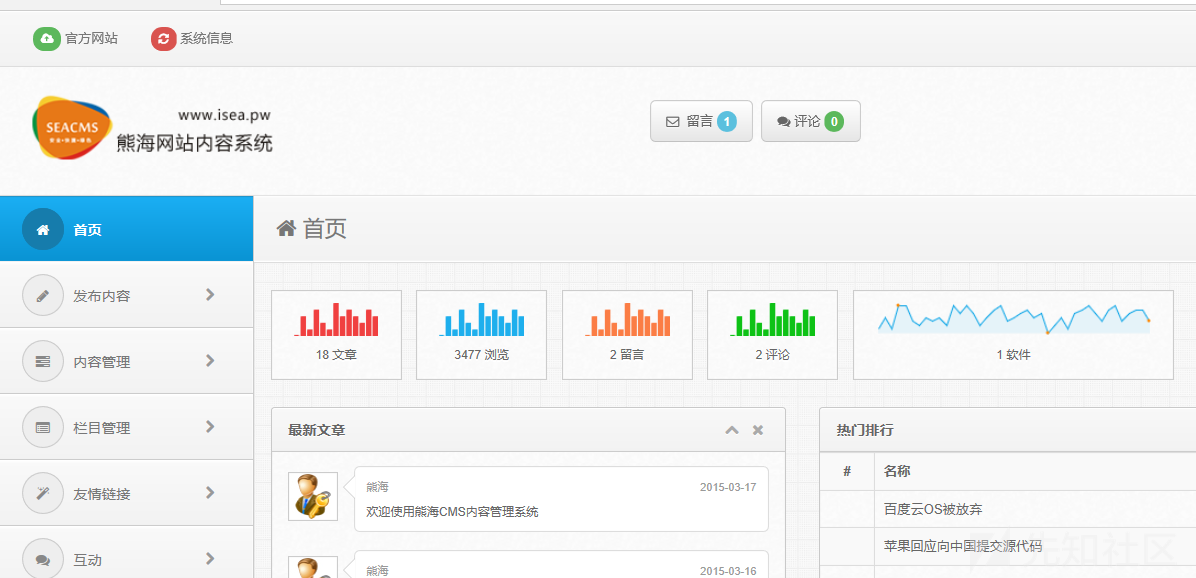 官方网站 系统信息
www.isea.pw
SEACMS
熊海网站内容系统
留言 1 评论 0
首页
发布内容
内容管理
栏目管理
友情链接
互动
首页
18 文章 3477 浏览 2 留言 2 评论 1 软件
最新文章
熊海 2015-03-17
欢迎使用熊海CMS内容管理系统
熊海 2015-03-16
热门排行
# 名称
百度云OS被放弃
苹果回应向中国提交源代码
先知社区